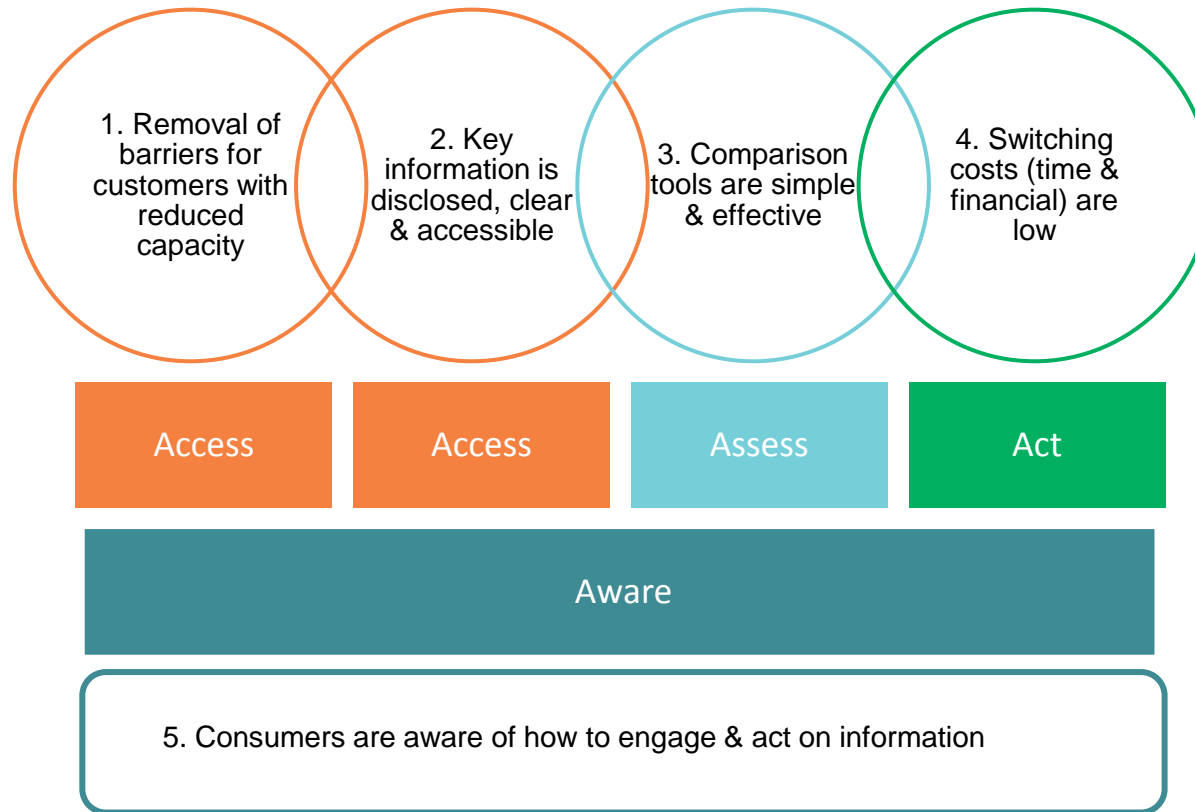 1. Removal of
barriers for
customers with
reduced
capacity
2. Key
information is
disclosed, clear
& accessible
3. Comparison
tools are simple
& effective
4. Switching
costs (time &
financial) are
low
Access
Access
Assess
Act
Aware
5. Consumers are aware of how to engage & act on information